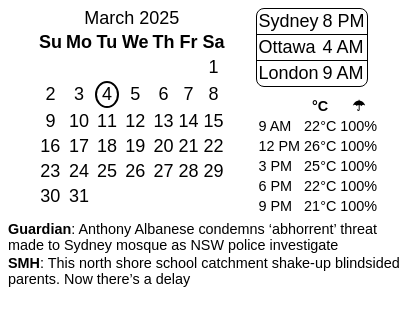 March 2025
Su Mo Tu We Th Fr Sa
1
2 3 4 5 6 7 8
9 10 11 12 13 14 15
16 17 18 19 20 21 22
23 24 25 26 27 28 29
30 31
Sydney 8 PM
Ottawa 4 AM
London 9 AM
°C ☂
9 AM 22°C 100%
12 PM 26°C 100%
3 PM 25°C 100%
6 PM 22°C 100%
9 PM 21°C 100%
Guardian: Anthony Albanese condemns ‘abhorrent’ threat
made to Sydney mosque as NSW police investigate
SMH: This north shore school catchment shake-up blindsided
parents. Now there’s a delay